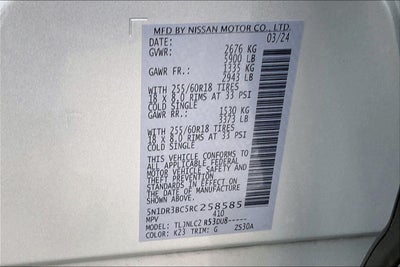 MFD BY NISSAN MOTOR CO., LTD.
DATE: 03/24
GVWR: 2676 KG
5900 LB
GAWR FR.: 1335 KG
2943 LB
WITH 255/60R18 TIRES
18 X 8.0 RIMS AT 33 PSI
COLD SINGLE
GAWR RR.: 1530 KG
3373 LB
WITH 255/60R18 TIRES
18 X 8.0 RIMS AT 33 PSI
COLD SINGLE
THIS VEHICLE CONFORMS TO
ALL APPLICABLE FEDERAL
MOTOR VEHICLE SAFETY
AND THEFT PREVENTION
STANDARDS IN EFFECT ON
THE DATE OF MANUFACTURE
SHOWN ABOVE.
5N1DR3BC5RC258585
MPV 410
MODEL: TLJNLC2 R53DU8-----
COLOR: K23 TRIM: G ZS30A